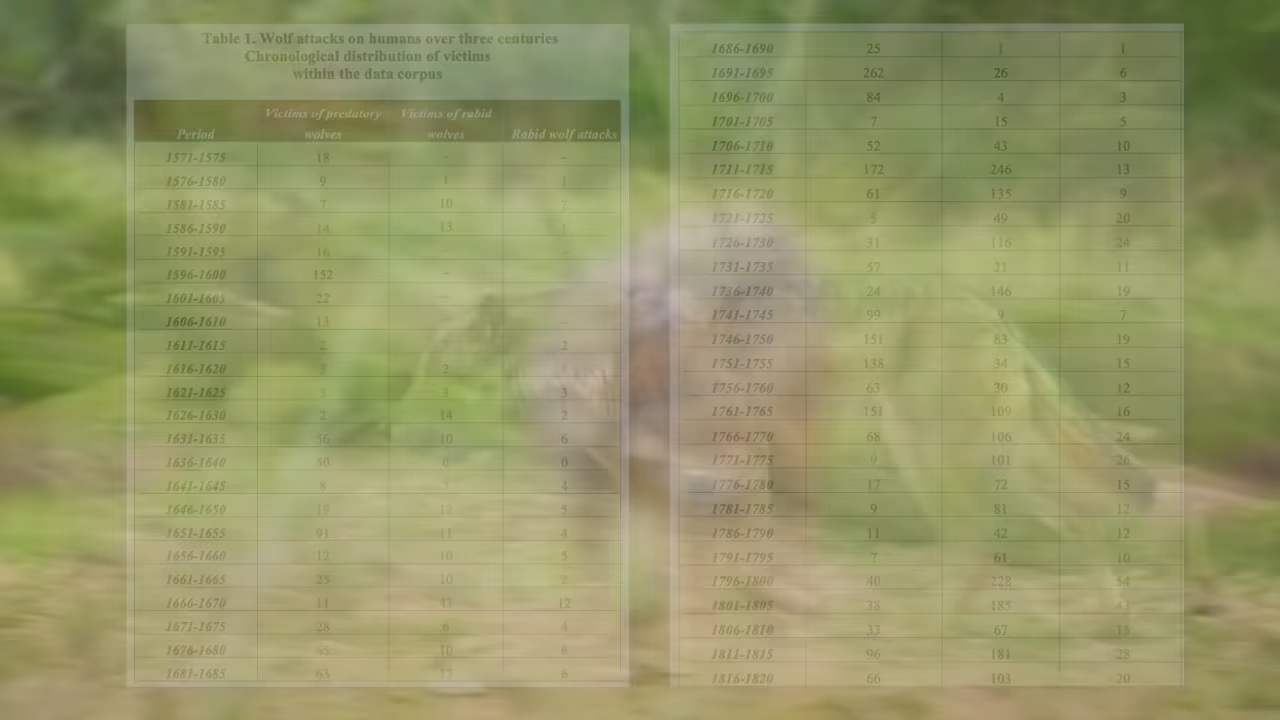 Table 1. Wolf attacks on humans over three centuries
Chronological distribution of victims
within the data corpus
Victims of predatory Victims of rabid
Period wolves wolves Rabid wolf attacks
1571-1575 18 – –
1576-1580 9 1 1
1581-1585 7 10 2
1586-1590 14 13 1
1591-1595 16
1596-1600 152 –
1601-1605 22 –
1606-1610 13 –
1611-1615 2 2
1616-1620 2
1621-1625 3
1626-1630 2 14 2
1631-1635 56 10 6
1636-1640 50 0 0
1641-1645 8 4
1646-1650 19 12 5
1651-1655 91 11 4
1656-1660 12 10 5
1661-1665 25 10 2
1666-1670 11 43 12
1671-1675 28 6 4
1676-1680 45 10 6
1681-1685 63 17 6
1686-1690 25 1 1
1691-1695 262 26 6
1696-1700 84 4 3
1701-1705 7 15 5
1706-1710 52 43 10
1711-1715 172 246 13
1716-1720 61 135 9
1721-1725 5 49 20
1726-1730 31 116 24
1731-1735 57 21 11
1736-1740 24 146 19
1741-1745 99 9 7
1746-1750 151 83 19
1751-1755 138 34 15
1756-1760 63 30 12
1761-1765 151 109 16
1766-1770 68 106 24
1771-1775 9 101 26
1776-1780 17 72 15
1781-1785 9 81 12
1786-1790 11 42 12
1791-1795 7 61 10
1796-1800 40 228 54
1801-1805 38 185 43
1806-1810 33 67 15
1811-1815 96 181 28
1816-1820 66 103 20